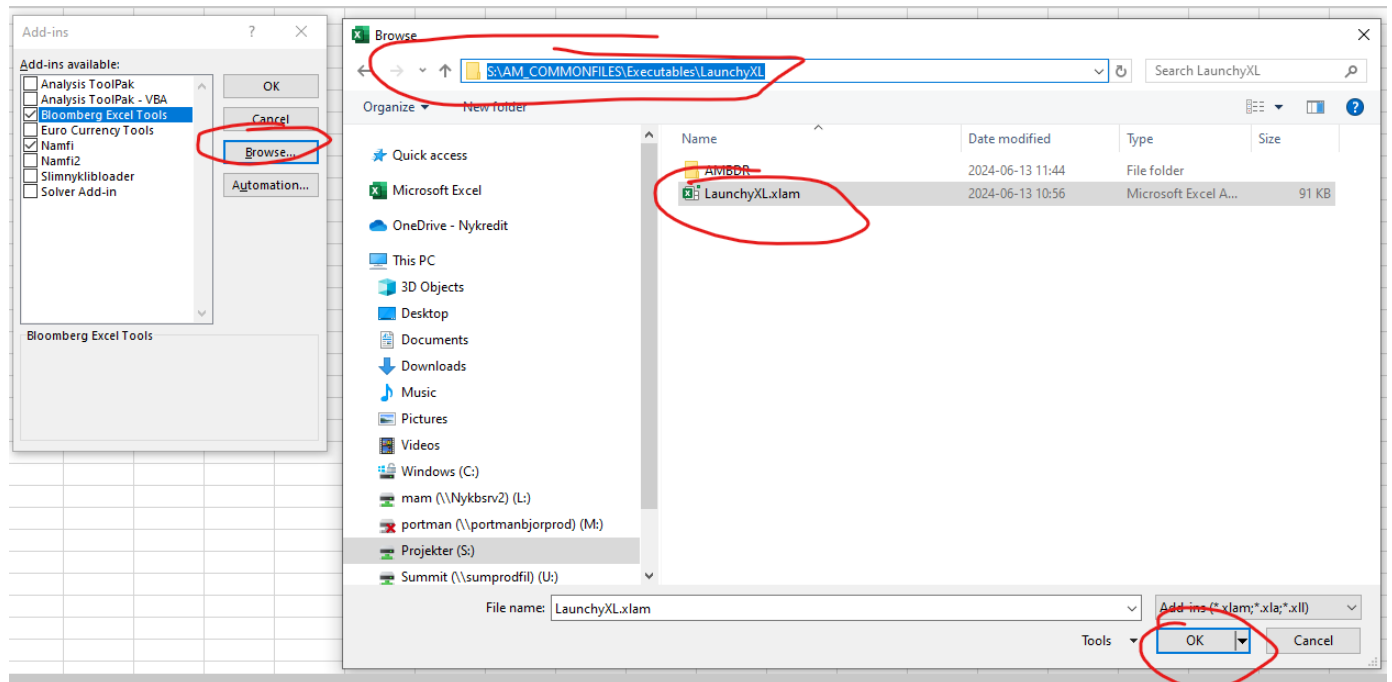 Add-ins
?
Add-ins available:
Analysis ToolPak
Analysis ToolPak - VBA
Bloomberg Excel Tools
Euro Currency Tools
Namfi
Namfi2
Slimnyklibloader
Solver Add-in
OK
Cancel
Browse...
Automation...
Bloomberg Excel Tools
Browse
S:\AM_COMMONFILES\Executables\LaunchyXL
Search LaunchyXL
Organize
New folder
?
Name
Date modified
Type
Size
AMBDR
2024-06-13 11:44
File folder
LaunchyXL.xlam
2024-06-13 10:56
Microsoft Excel A...
91 KB
Quick access
Microsoft Excel
OneDrive - Nykredit
This PC
3D Objects
Desktop
Documents
Downloads
Music
Pictures
Videos
Windows (C:)
mam (\\Nykbsrv2) (L:)
portman (\\portmanbjorprod) (M:)
Projekter (S:)
Summit (\\sumprodfil) (U:)
File name:
LaunchyXL.xlam
Add-ins (*.xlam;*.xla;*.xll)
Tools
OK
Cancel